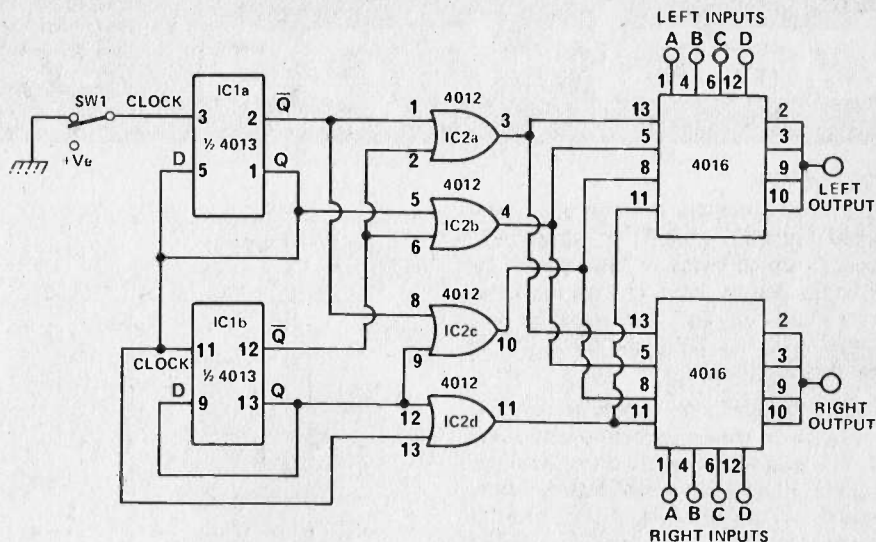 LEFT INPUTS
A B C D
1 4 6 12
SW1 CLOCK
+Ve
3 IC1a Q 2
½ 4013
D 5 Q 1
4012
1 IC2a 3
2
4012
5 IC2b 4
6
4012
8 IC2c 10
9
4012
12 IC2d 11
13
IC1b
11 Q 12
CLOCK
½ 4013
D 9 13 Q
13 2
5 4016 3
8 9
11 10
LEFT
OUTPUT
13 2
5 3
8 4016 9
11 10
RIGHT
OUTPUT
1 4 6 12
A B C D
RIGHT INPUTS